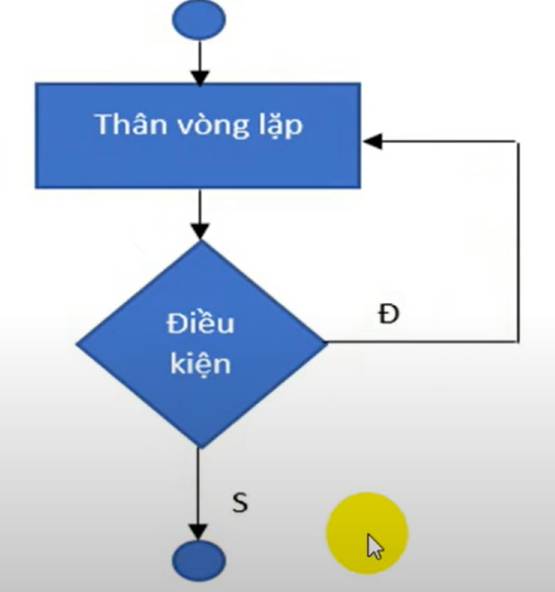 Thân vòng lặp
Điều
kiện
Đ
S